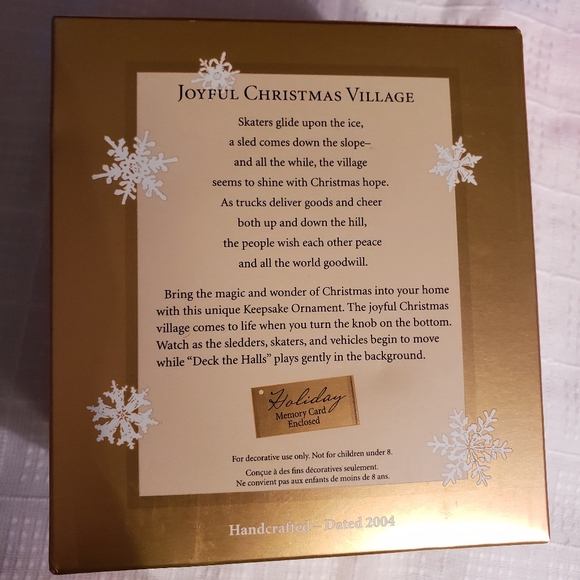 JOYFUL CHRISTMAS VILLAGE
Skaters glide upon the ice,
a sled comes down the slope–
and all the while, the village
seems to shine with Christmas hope.
As trucks deliver goods and cheer
both up and down the hill,
the people wish each other peace
and all the world goodwill.
Bring the magic and wonder of Christmas into your home
with this unique Keepsake Ornament. The joyful Christmas
village comes to life when you turn the knob on the bottom.
Watch as the sledders, skaters, and vehicles begin to move
while “Deck the Halls” plays gently in the background.
Holiday
Memory Card
Enclosed
For decorative use only. Not for children under 8.
Conçue à des fins décoratives seulement.
Ne convient pas aux enfants de moins de 8 ans.
Handcrafted – Dated 2004